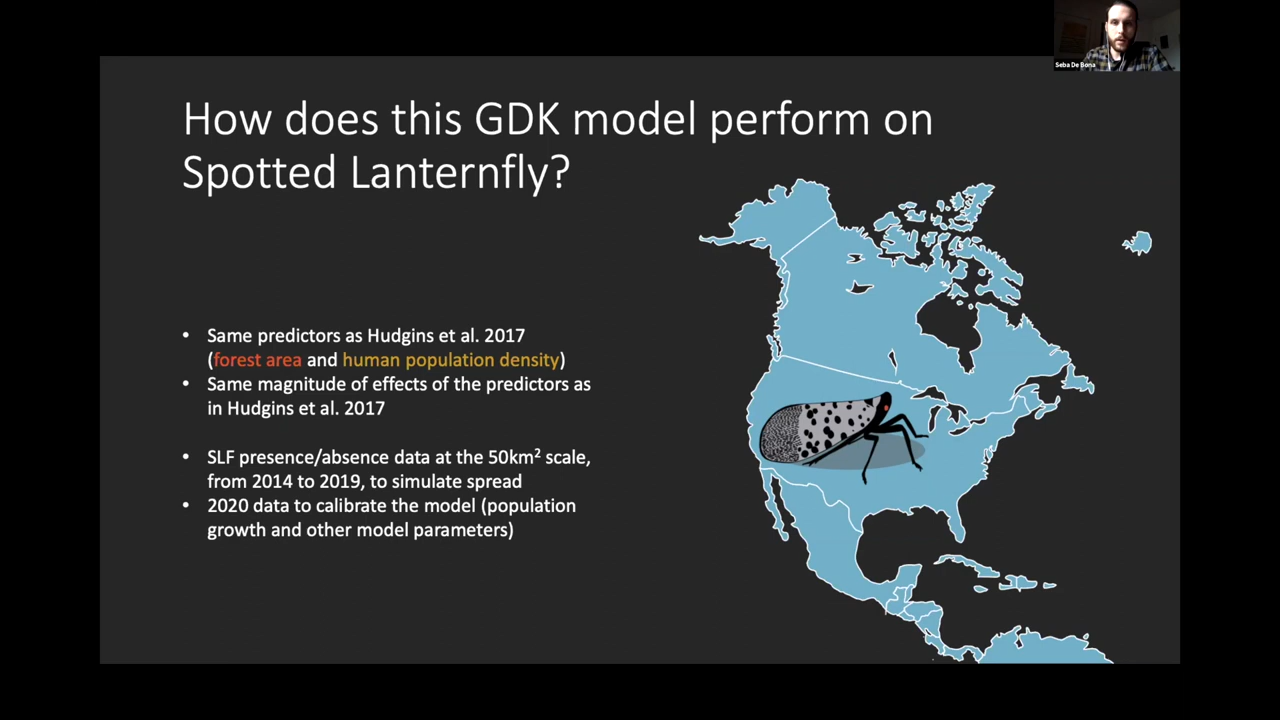 Seba De Bona
How does this GDK model perform on
Spotted Lanternfly?
• Same predictors as Hudgins et al. 2017
(forest area and human population density)
• Same magnitude of effects of the predictors as
in Hudgins et al. 2017
• SLF presence/absence data at the 50km² scale,
from 2014 to 2019, to simulate spread
• 2020 data to calibrate the model (population
growth and other model parameters)